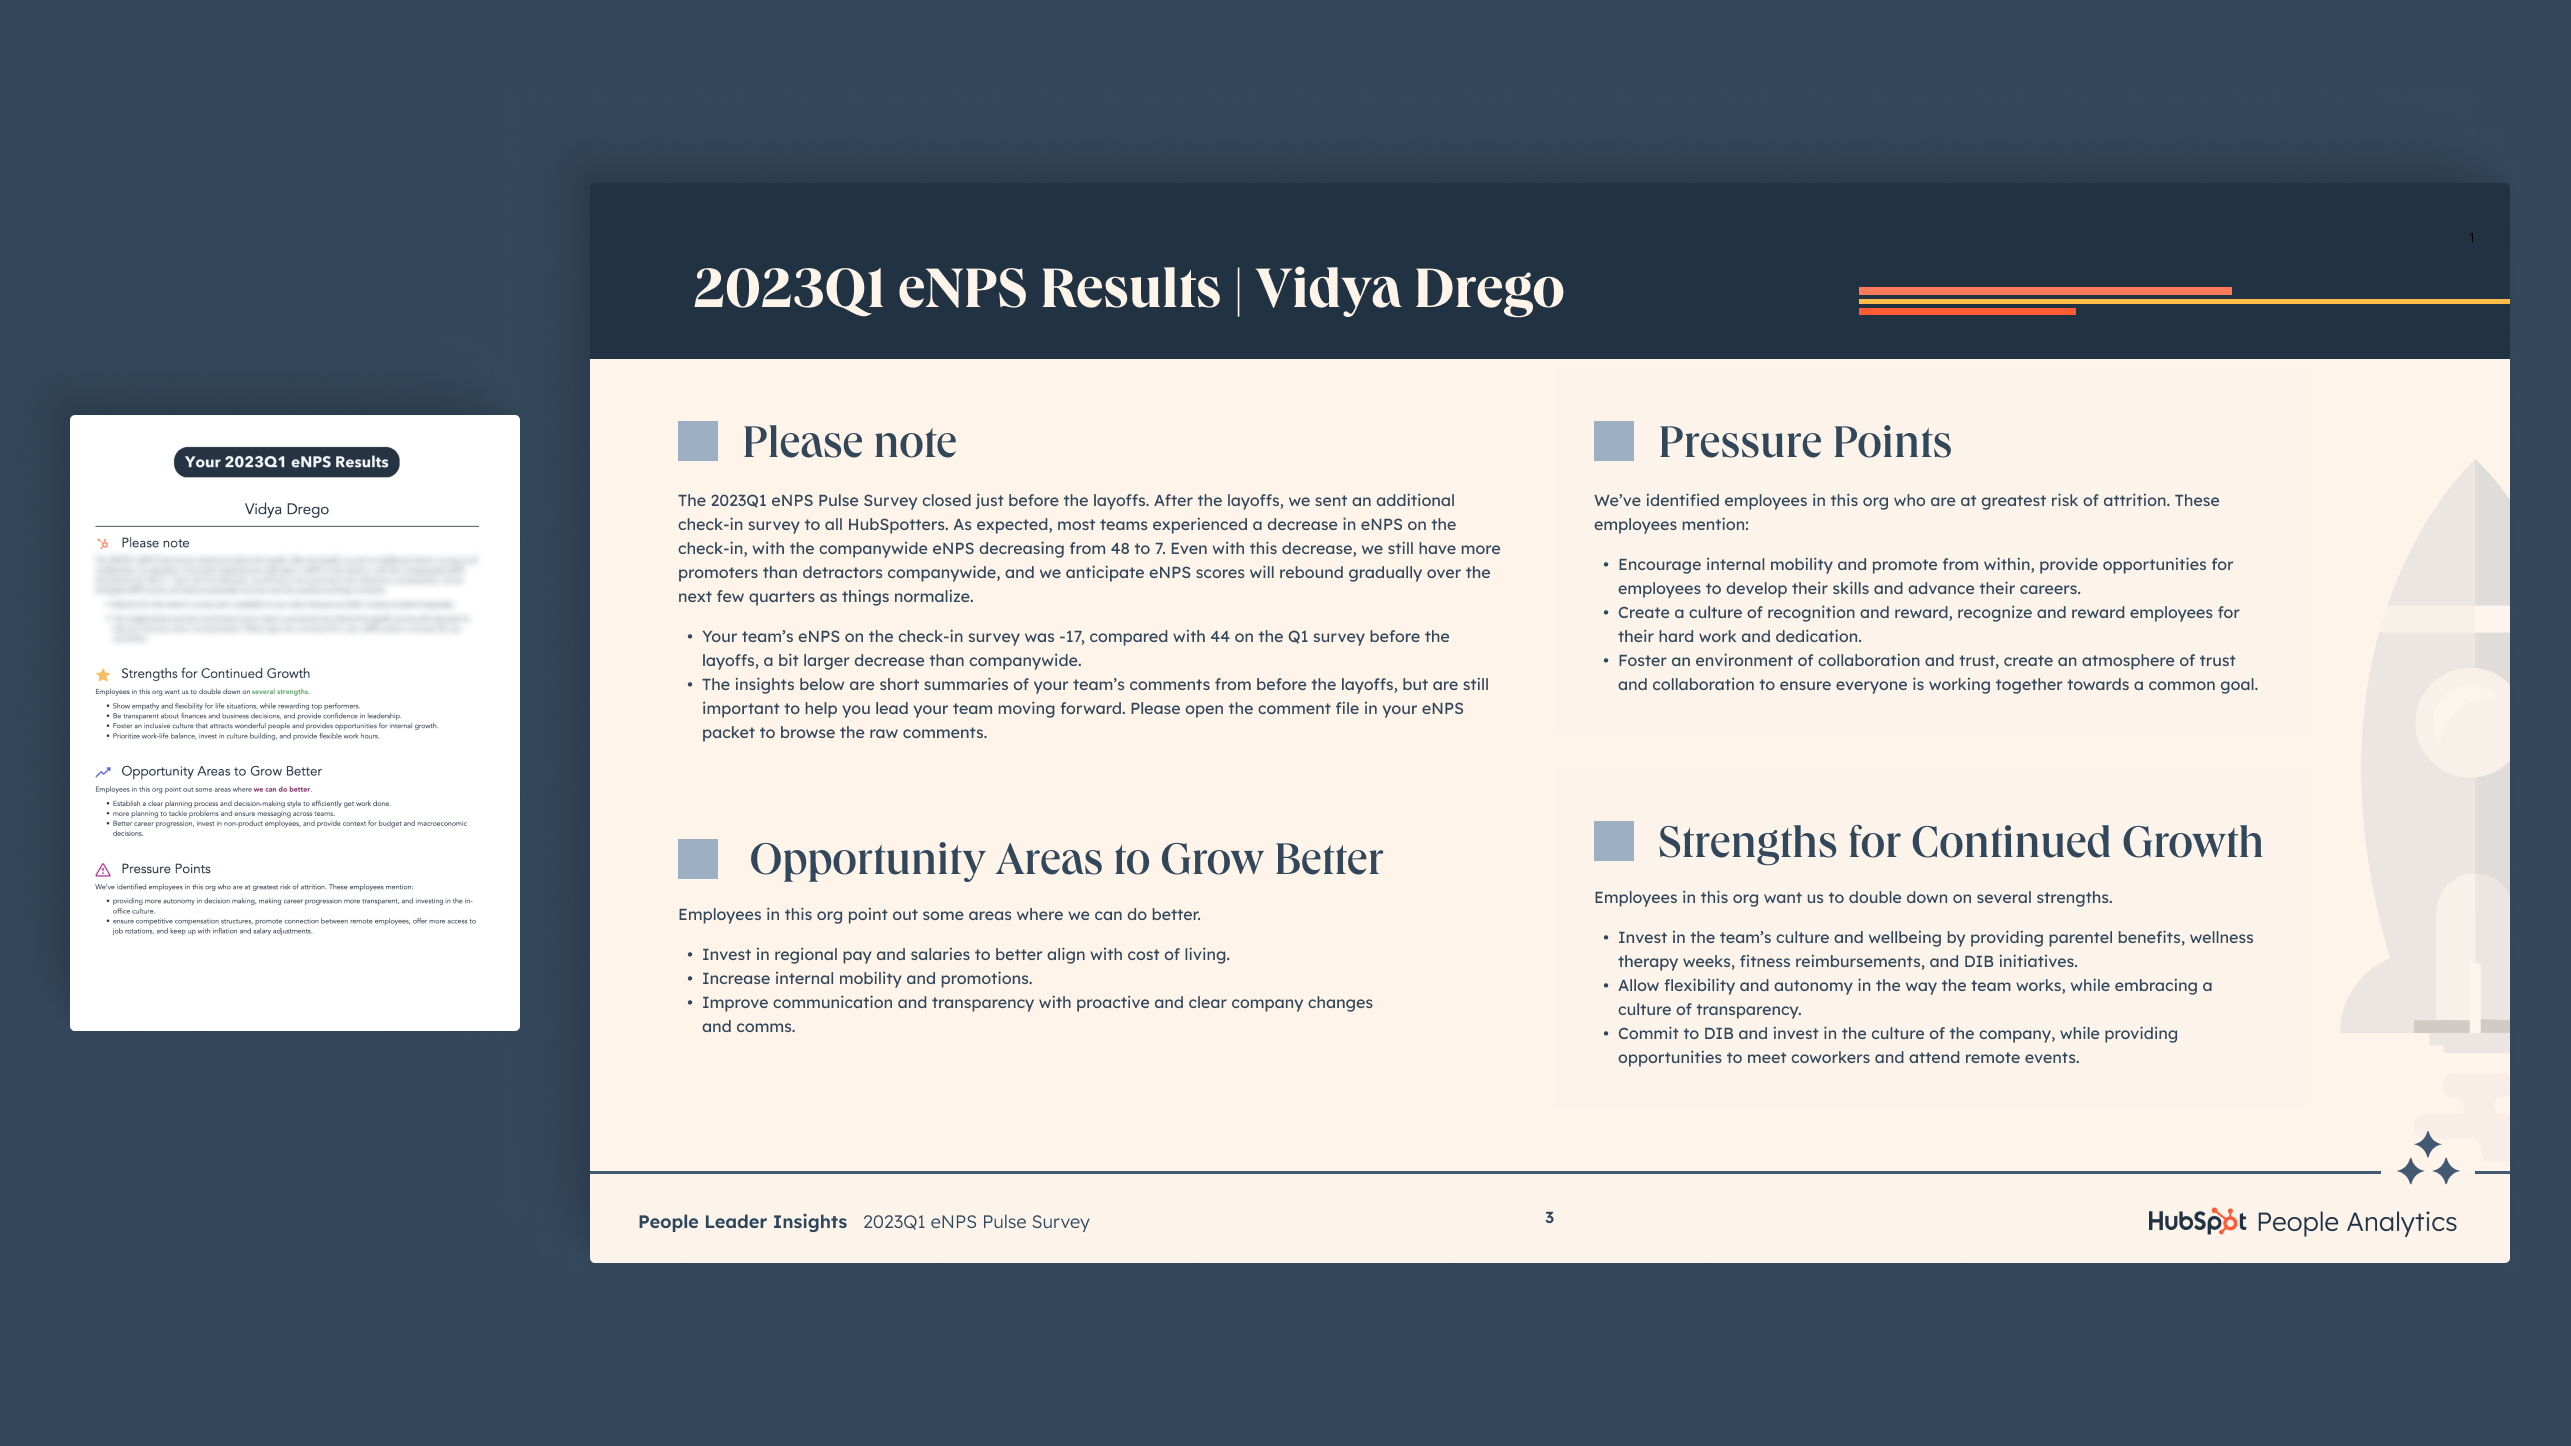 Your 2023Q1 eNPS Results
Vidya Drego
Please note
Strengths for Continued Growth
Employees in this org want us to double down on several strengths.
• Show empathy and flexibility for life situations, while rewarding top performers.
• Be transparent about finances and business decisions, and provide confidence in leadership.
• Foster an inclusive culture that attracts wonderful people and provides opportunities for internal growth.
• Prioritize work-life balance, invest in culture building, and provide flexible work hours.
Opportunity Areas to Grow Better
Employees in this org point out some areas where we can do better.
• Establish a clear planning process and decision-making style to efficiently get work done.
• more planning to tackle problems and ensure messaging across teams.
• Better career progression, invest in non-product employees, and provide context for budget and macroeconomic
decisions.
Pressure Points
We've identified employees in this org who are at greatest risk of attrition. These employees mention:
• providing more autonomy in decision making, making career progression more transparent, and investing in the in-
office culture.
• ensure competitive compensation structures, promote connection between remote employees, offer more access to
job rotations, and keep up with inflation and salary adjustments.
1
2023Q1 eNPS Results | Vidya Drego
Please note
The 2023Q1 eNPS Pulse Survey closed just before the layoffs. After the layoffs, we sent an additional
check-in survey to all HubSpotters. As expected, most teams experienced a decrease in eNPS on the
check-in, with the companywide eNPS decreasing from 48 to 7. Even with this decrease, we still have more
promoters than detractors companywide, and we anticipate eNPS scores will rebound gradually over the
next few quarters as things normalize.
• Your team's eNPS on the check-in survey was -17, compared with 44 on the Q1 survey before the
layoffs, a bit larger decrease than companywide.
• The insights below are short summaries of your team's comments from before the layoffs, but are still
important to help you lead your team moving forward. Please open the comment file in your eNPS
packet to browse the raw comments.
Opportunity Areas to Grow Better
Employees in this org point out some areas where we can do better.
• Invest in regional pay and salaries to better align with cost of living.
• Increase internal mobility and promotions.
• Improve communication and transparency with proactive and clear company changes
and comms.
Pressure Points
We've identified employees in this org who are at greatest risk of attrition. These
employees mention:
• Encourage internal mobility and promote from within, provide opportunities for
employees to develop their skills and advance their careers.
• Create a culture of recognition and reward, recognize and reward employees for
their hard work and dedication.
• Foster an environment of collaboration and trust, create an atmosphere of trust
and collaboration to ensure everyone is working together towards a common goal.
Strengths for Continued Growth
Employees in this org want us to double down on several strengths.
• Invest in the team's culture and wellbeing by providing parentel benefits, wellness
therapy weeks, fitness reimbursements, and DIB initiatives.
• Allow flexibility and autonomy in the way the team works, while embracing a
culture of transparency.
• Commit to DIB and invest in the culture of the company, while providing
opportunities to meet coworkers and attend remote events.
People Leader Insights 2023Q1 eNPS Pulse Survey
3
HubSpot People Analytics